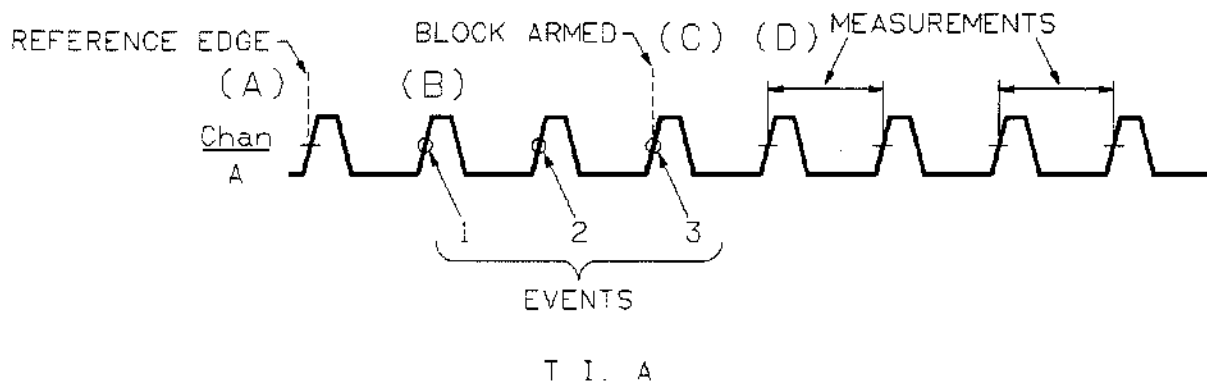 REFERENCE EDGE
BLOCK ARMED
(C) (D)
MEASUREMENTS
(A)
(B)
Chan
A
1
2
3
EVENTS
T I. A